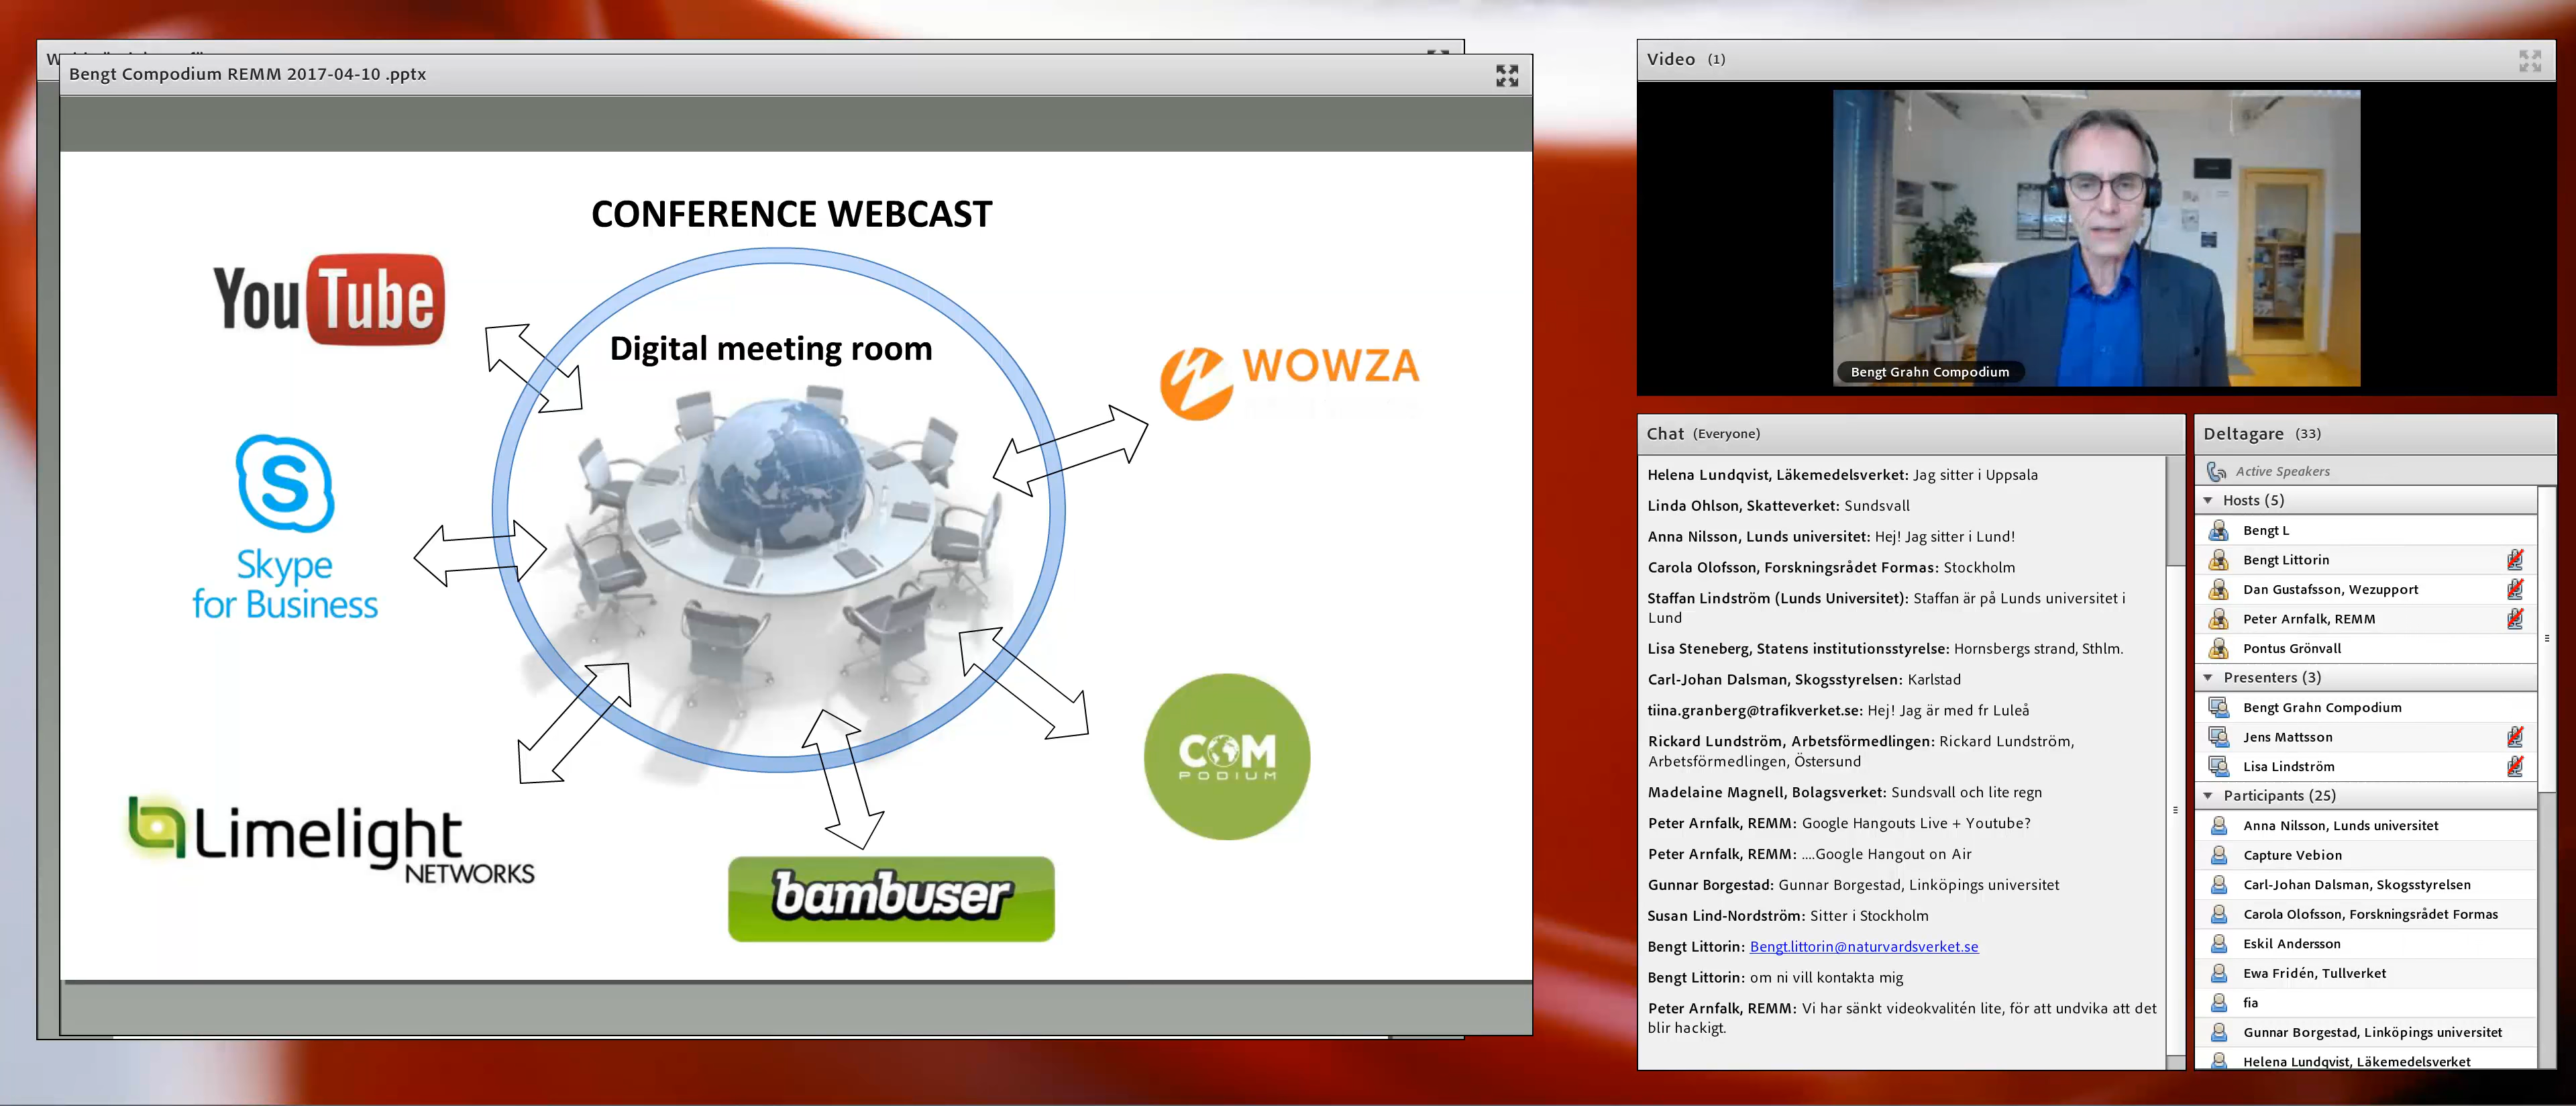 Bengt Compodium REMM 2017-04-10 .pptx
CONFERENCE WEBCAST
Digital meeting room
YouTube
WOWZA
Skype
for Business
COM
PODIUM
Limelight
NETWORKS
bambuser
Video (1)
Bengt Grahn Compodium
Chat (Everyone)
Helena Lundqvist, Läkemedelsverket: Jag sitter i Uppsala
Linda Ohlson, Skatteverket: Sundsvall
Anna Nilsson, Lunds universitet: Hej! Jag sitter i Lund!
Carola Olofsson, Forskningsrådet Formas: Stockholm
Staffan Lindström (Lunds Universitet): Staffan är på Lunds universitet i
Lund
Lisa Steneberg, Statens institutionsstyrelse: Hornsbergs strand, Sthlm.
Carl-Johan Dalsman, Skogsstyrelsen: Karlstad
tiina.granberg@trafikverket.se: Hej! Jag är med fr Luleå
Rickard Lundström, Arbetsförmedlingen: Rickard Lundström,
Arbetsförmedlingen, Östersund
Madelaine Magnell, Bolagsverket: Sundsvall och lite regn
Peter Arnfalk, REMM: Google Hangouts Live + Youtube?
Peter Arnfalk, REMM: ....Google Hangout on Air
Gunnar Borgestad: Gunnar Borgestad, Linköpings universitet
Susan Lind-Nordström: Sitter i Stockholm
Bengt Littorin: Bengt.littorin@naturvardsverket.se
Bengt Littorin: om ni vill kontakta mig
Peter Arnfalk, REMM: Vi har sänkt videokvalitén lite, för att undvika att det
blir hackigt.
Deltagare (33)
Active Speakers
Hosts (5)
Bengt L
Bengt Littorin
Dan Gustafsson, Wezupport
Peter Arnfalk, REMM
Pontus Grönvall
Presenters (3)
Bengt Grahn Compodium
Jens Mattsson
Lisa Lindström
Participants (25)
Anna Nilsson, Lunds universitet
Capture Vebion
Carl-Johan Dalsman, Skogsstyrelsen
Carola Olofsson, Forskningsrådet Formas
Eskil Andersson
Ewa Fridén, Tullverket
fia
Gunnar Borgestad, Linköpings universitet
Helena Lundqvist, Läkemedelsverket